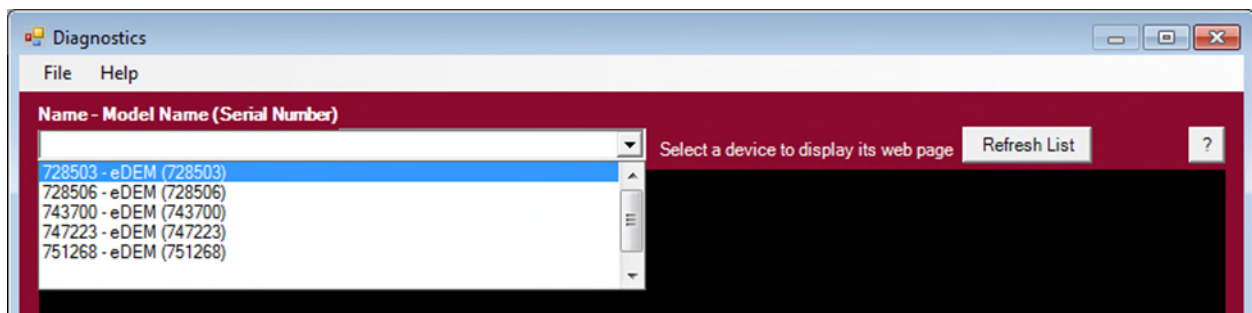 Diagnostics
File Help
Name - Model Name (Serial Number)
Select a device to display its web page Refresh List ?
728503 - eDEM (728503)
728506 - eDEM (728506)
743700 - eDEM (743700)
747223 - eDEM (747223)
751268 - eDEM (751268)